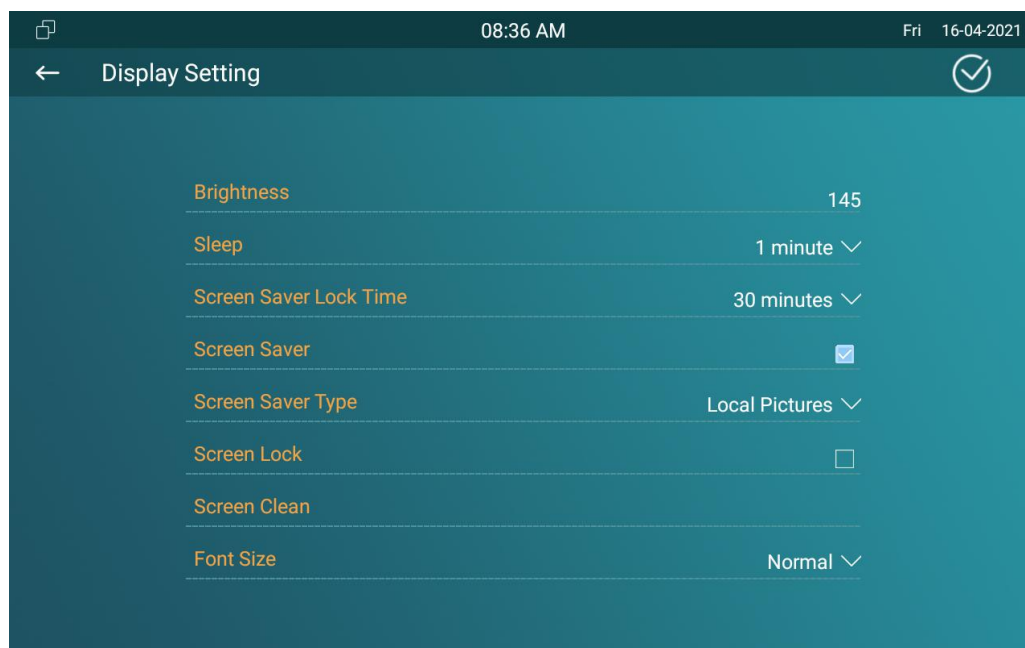 08:36 AM Fri 16-04-2021
Display Setting
Brightness 145
Sleep 1 minute
Screen Saver Lock Time 30 minutes
Screen Saver
Screen Saver Type Local Pictures
Screen Lock
Screen Clean
Font Size Normal